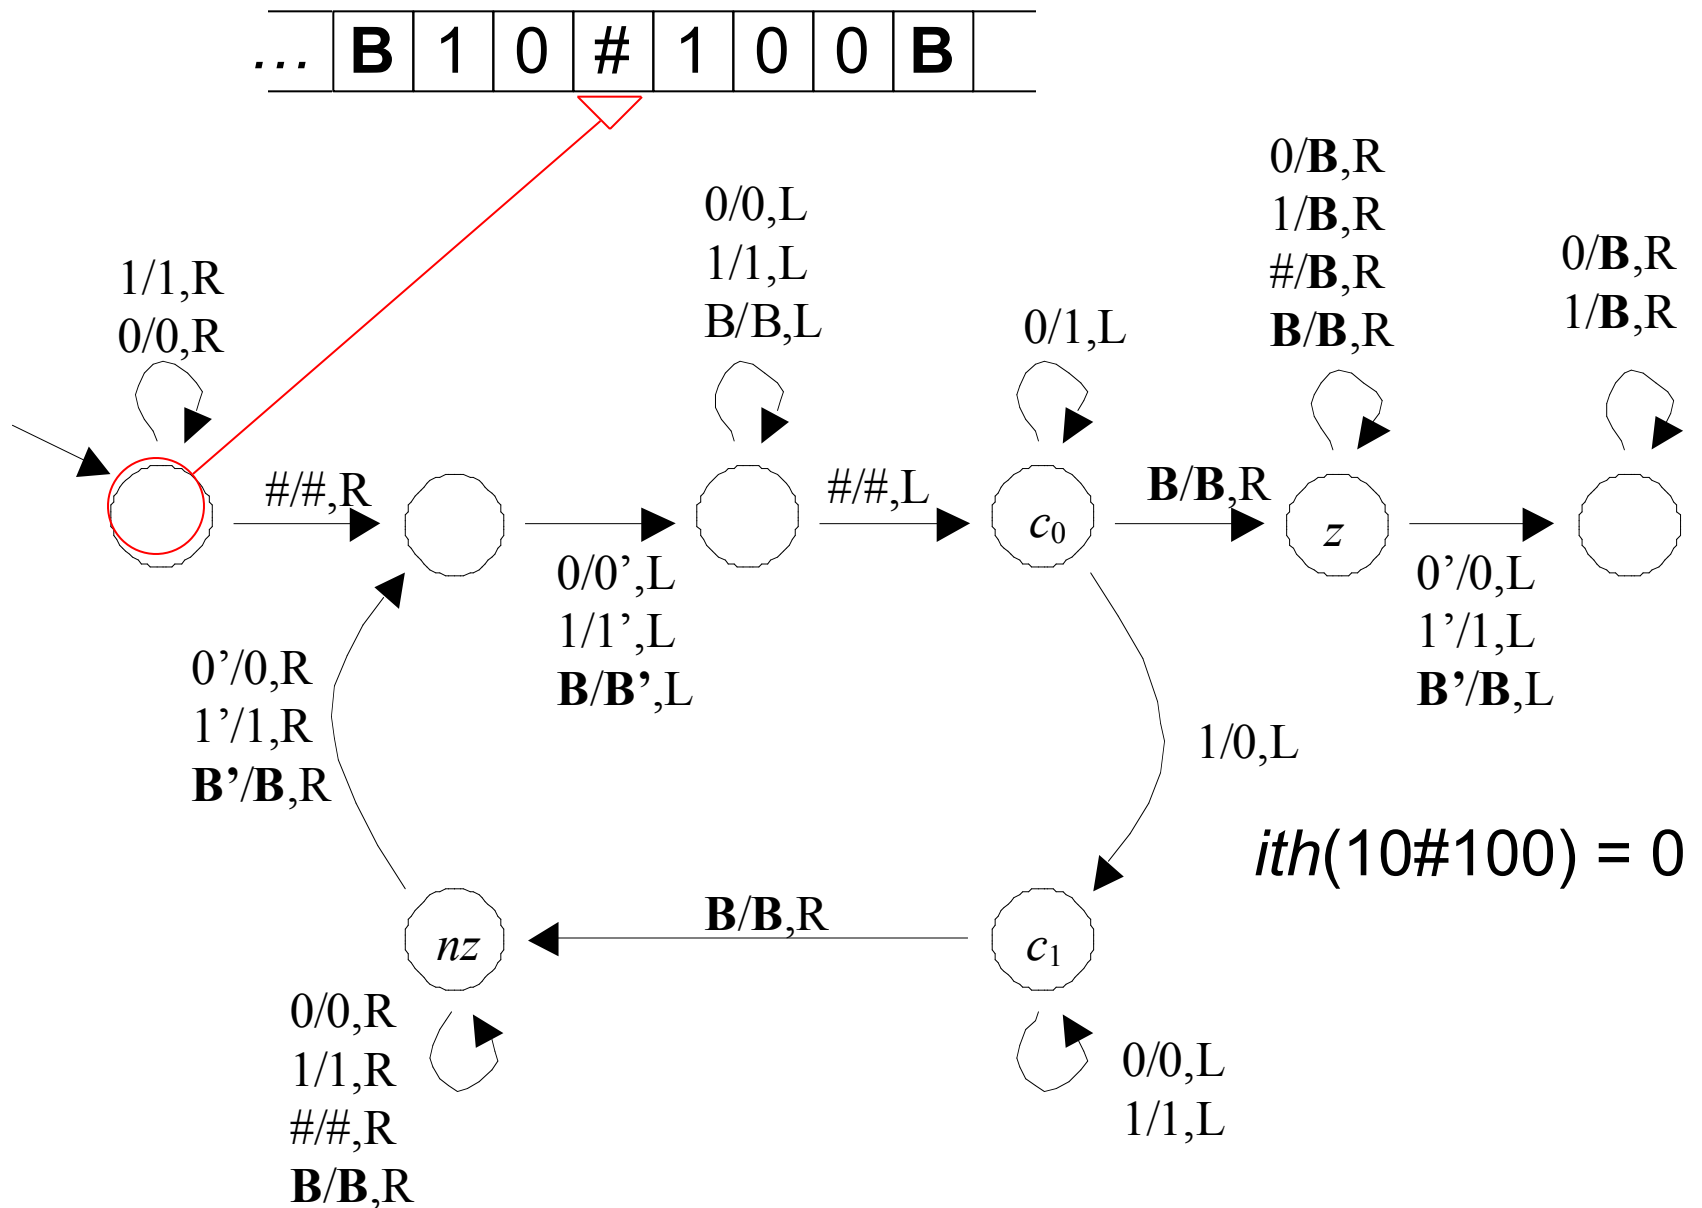 ... B 1 0 # 1 0 0 B
0/B,R
1/B,R
#/B,R
B/B,R
0/0,L
1/1,L
B/B,L
0/B,R
1/B,R
1/1,R
0/0,R
0/1,L
#/#,R
#/#,L
B/B,R
c0
z
0/0’,L
1/1’,L
B/B’,L
0’/0,L
1’/1,L
B’/B,L
0’/0,R
1’/1,R
B’/B,R
1/0,L
ith(10#100) = 0
B/B,R
nz
c1
0/0,R
1/1,R
#/#,R
B/B,R
0/0,L
1/1,L